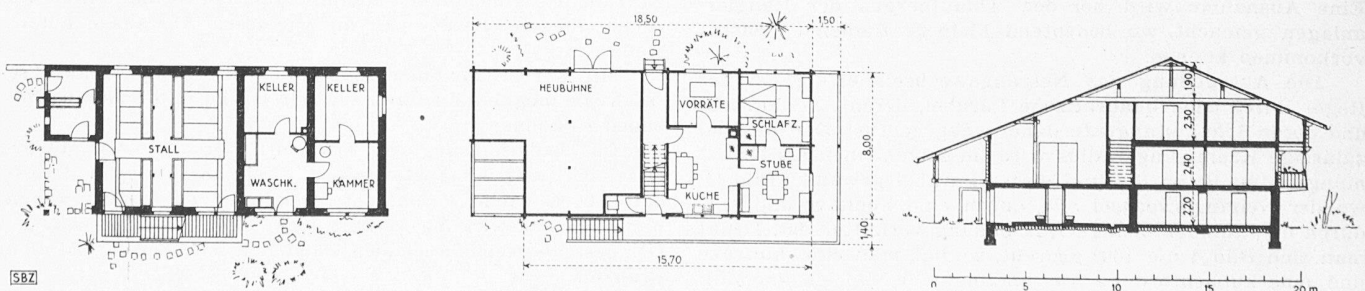 KELLER
KELLER
STALL
WASCHK.
KAMMER
SBZ
18,50
1,50
HEUBÜHNE
VORRÄTE
SCHLAFZ.
STUBE
KÜCHE
8,00
1,40
15,70
1,90
2,30
2,40
2,20
0 5 10 15 20 m